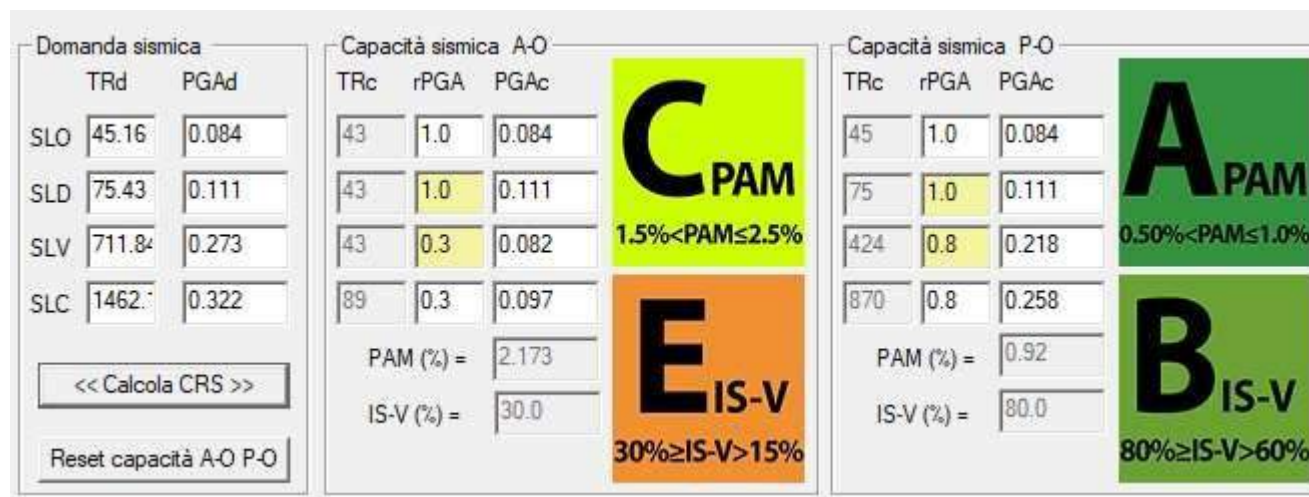 Domanda sismica
TRd PGAd
SLO 45.16 0.084
SLD 75.43 0.111
SLV 711.84 0.273
SLC 1462. 0.322
<< Calcola CRS >>
Reset capacità A-O P-O
Capacità sismica A-O
TRc rPGA PGAc
43 1.0 0.084
43 1.0 0.111
43 0.3 0.082
89 0.3 0.097
PAM (%) = 2.173
IS-V (%) = 30.0
C PAM
1.5%<PAM≤2.5%
E IS-V
30%≥IS-V>15%
Capacità sismica P-O
TRc rPGA PGAc
45 1.0 0.084
75 1.0 0.111
424 0.8 0.218
870 0.8 0.258
PAM (%) = 0.92
IS-V (%) = 80.0
A PAM
0.50%<PAM≤1.0%
B IS-V
80%≥IS-V>60%